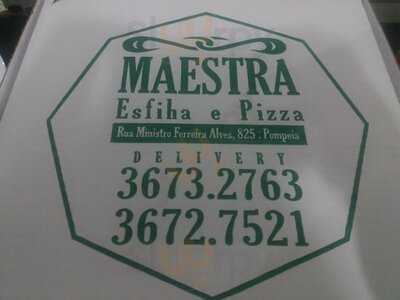 MAESTRA
Esfiha e Pizza
Rua Ministro Ferreira Alves, 825 : Pompeia
DELIVERY
3673.2763
3672.7521